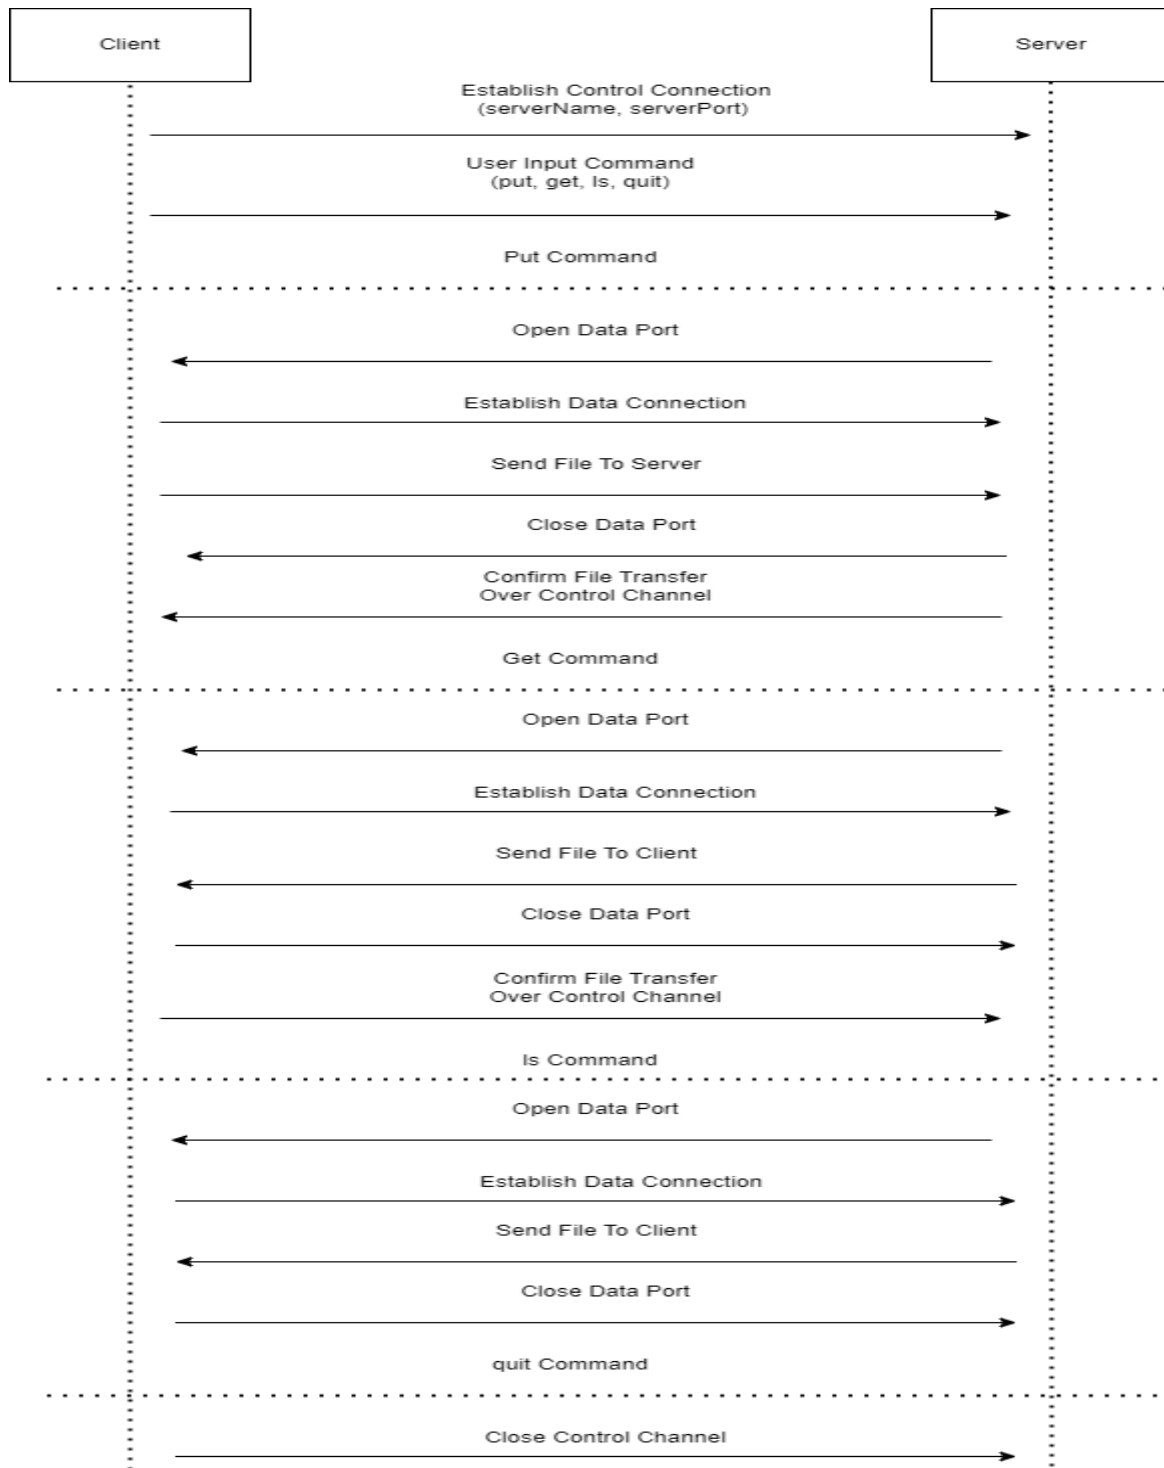 Client
Server
Establish Control Connection
(serverName, serverPort)
User Input Command
(put, get, ls, quit)
Put Command
Open Data Port
Establish Data Connection
Send File To Server
Close Data Port
Confirm File Transfer
Over Control Channel
Get Command
Open Data Port
Establish Data Connection
Send File To Client
Close Data Port
Confirm File Transfer
Over Control Channel
ls Command
Open Data Port
Establish Data Connection
Send File To Client
Close Data Port
quit Command
Close Control Channel